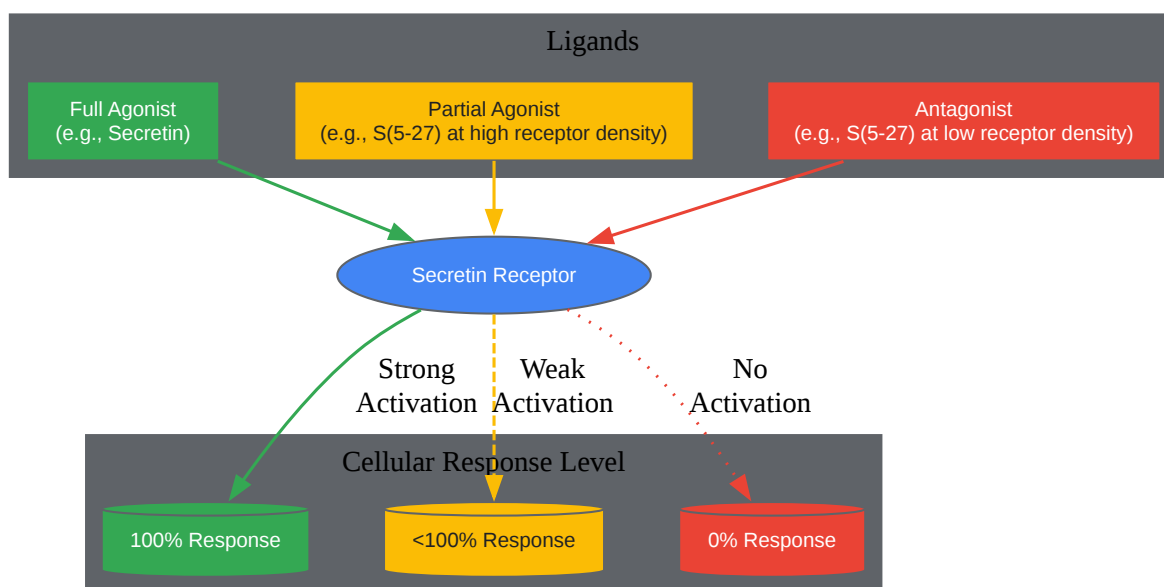 Ligands
Full Agonist
(e.g., Secretin)
Partial Agonist
(e.g., S(5-27) at high receptor density)
Antagonist
(e.g., S(5-27) at low receptor density)
Secretin Receptor
Strong
Activation
Weak
Activation
No
Activation
Cellular Response Level
100% Response
<100% Response
0% Response